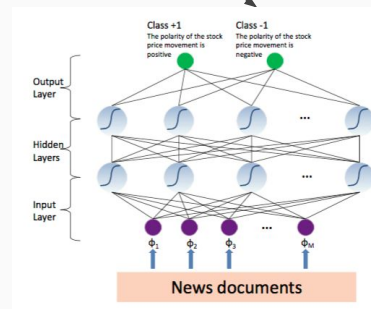 Class +1
The polarity of the stock
price movement is
positive
Class -1
The polarity of the stock
price movement is
negative
Output
Layer
...
Hidden
Layers
...
Input
Layer
...
Φ1
Φ2
Φ3
ΦM
News documents